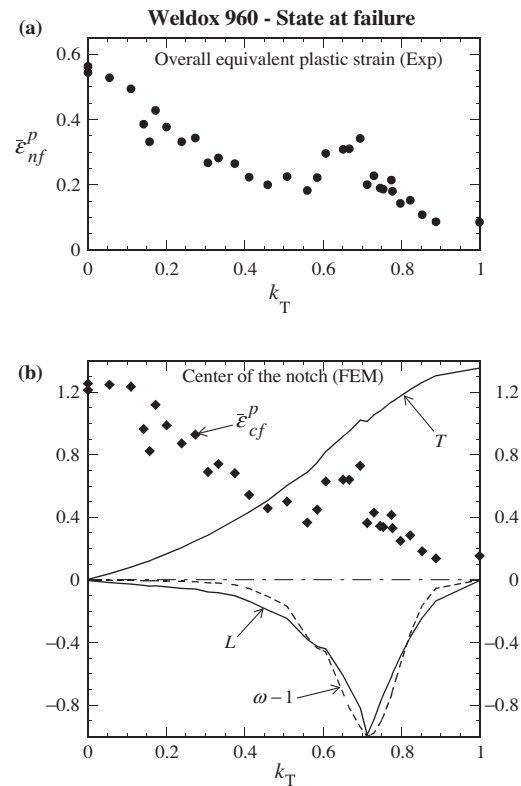 Weldox 960 - State at failure
(a)
Overall equivalent plastic strain (Exp)
0.6
0.4
0.2
0
ε̄ᵖₙf
0 0.2 0.4 0.6 0.8 1
k_T
(b)
Center of the notch (FEM)
1.2 1.2
0.8 0.8
0.4 0.4
0 0
−0.4 −0.4
−0.8 −0.8
ε̄ᵖ_cf
T
L
ω−1
0 0.2 0.4 0.6 0.8 1
k_T